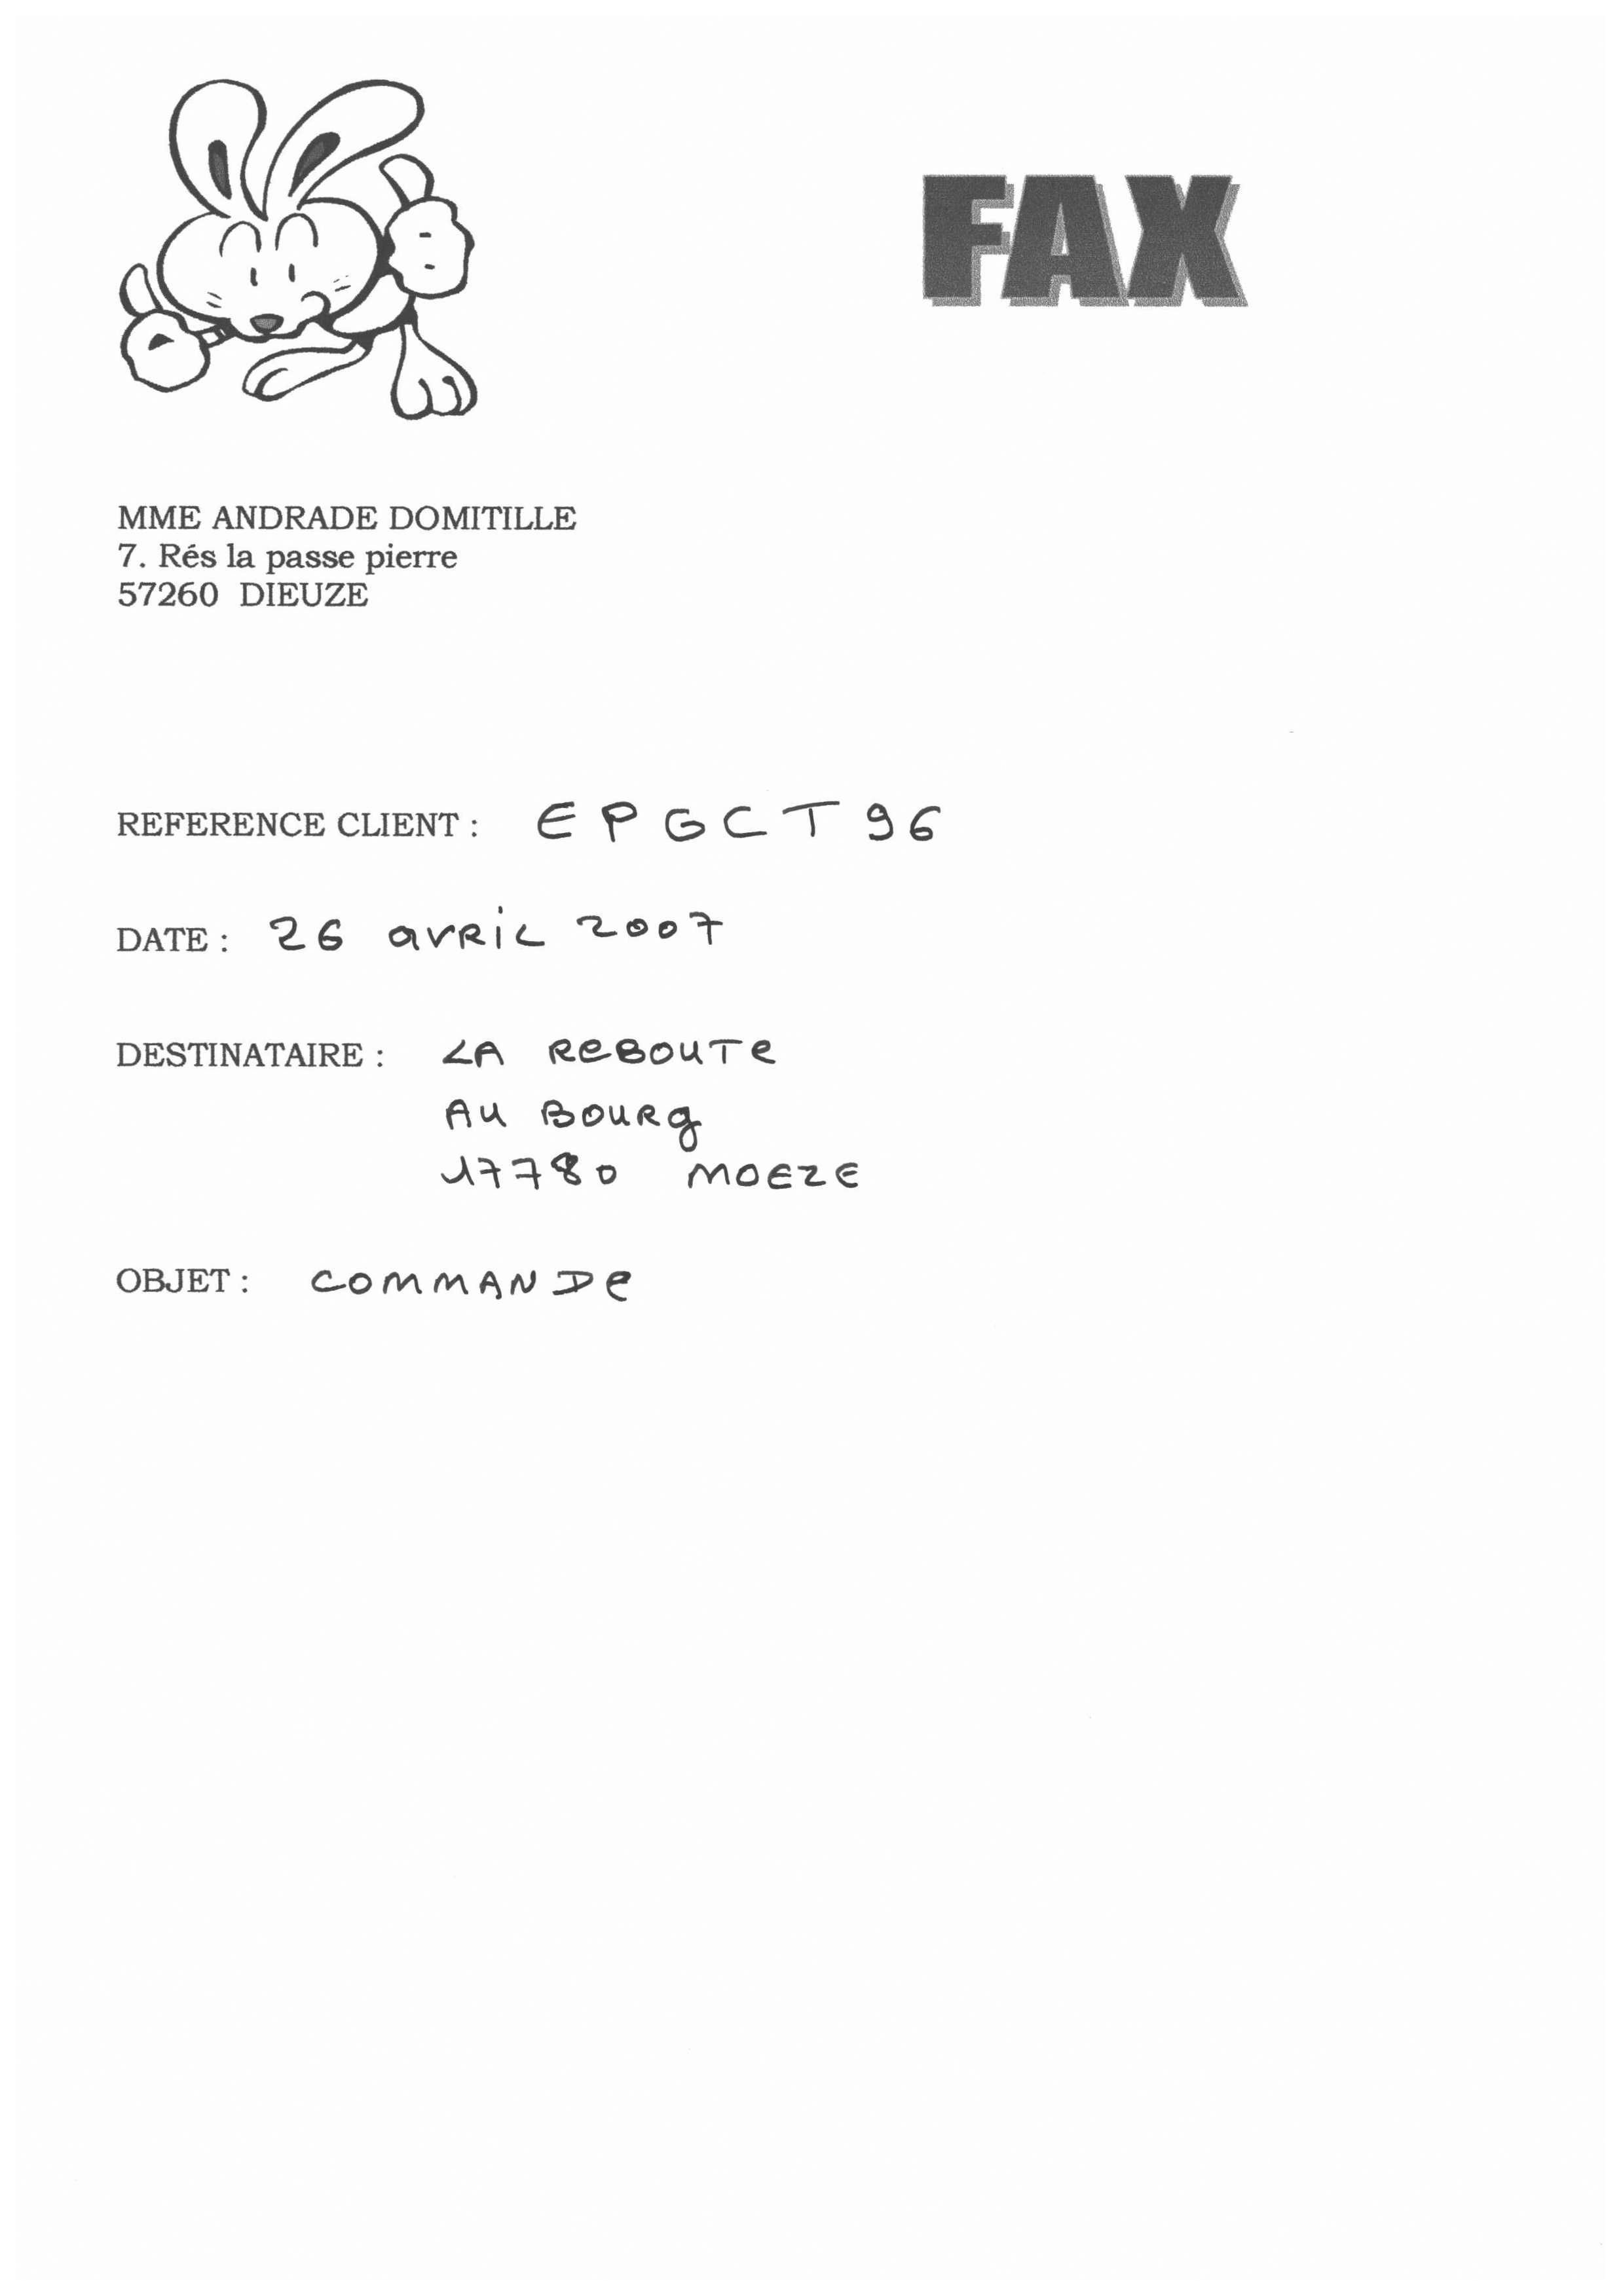 FAX
MME ANDRADE DOMITILLE
7. Rés la passe pierre
57260 DIEUZE
REFERENCE CLIENT : EPGCT96
DATE : 26 avril 2007
DESTINATAIRE : LA REBOUTE
AU BOURG
17780 MOEZE
OBJET : COMMANDE